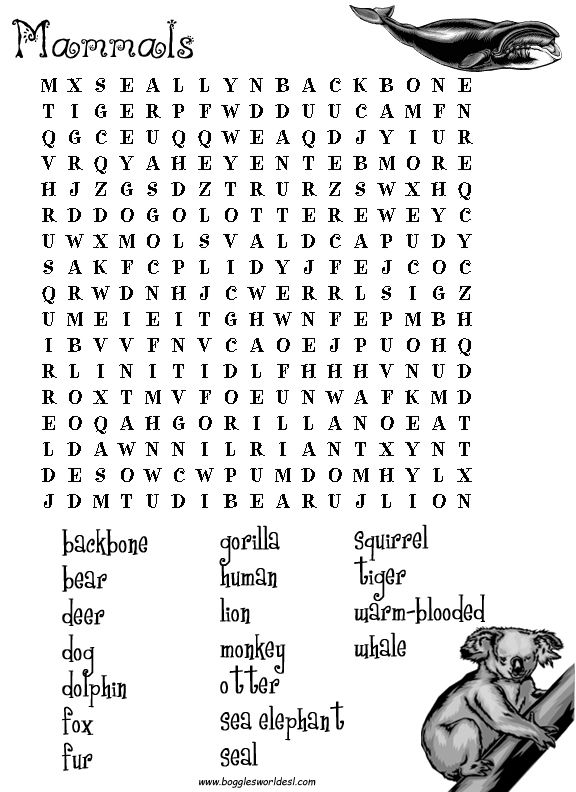 Mammals
M X S E A L L Y N B A C K B O N E
T I G E R P F W D D U U C A M F N
Q G C E U Q Q W E A Q D J Y I U R
V R Q Y A H E Y E N T E B M O R E
H J Z G S D Z T R U R Z S W X H Q
R D D O G O L O T T E R E W E Y C
U W X M O L S V A L D C A P U D Y
S A K F C P L I D Y J F E J C O C
Q R W D N H J C W E R R L S I G Z
U M E I E I T G H W N F E P M B H
I B V V F N V C A O E J P U O H Q
R L I N I T I D L F H H H V N U D
R O X T M V F O E U N W A F K M D
E O Q A H G O R I L L A N O E A T
L D A W N N I L R I A N T X Y N T
D E S O W C W P U M D O M H Y L X
J D M T U D I B E A R U J L I O N
backbone gorilla squirrel
bear human tiger
deer lion warm-blooded
dog monkey whale
dolphin otter
fox sea elephant
fur seal
www.bogglesworldesl.com